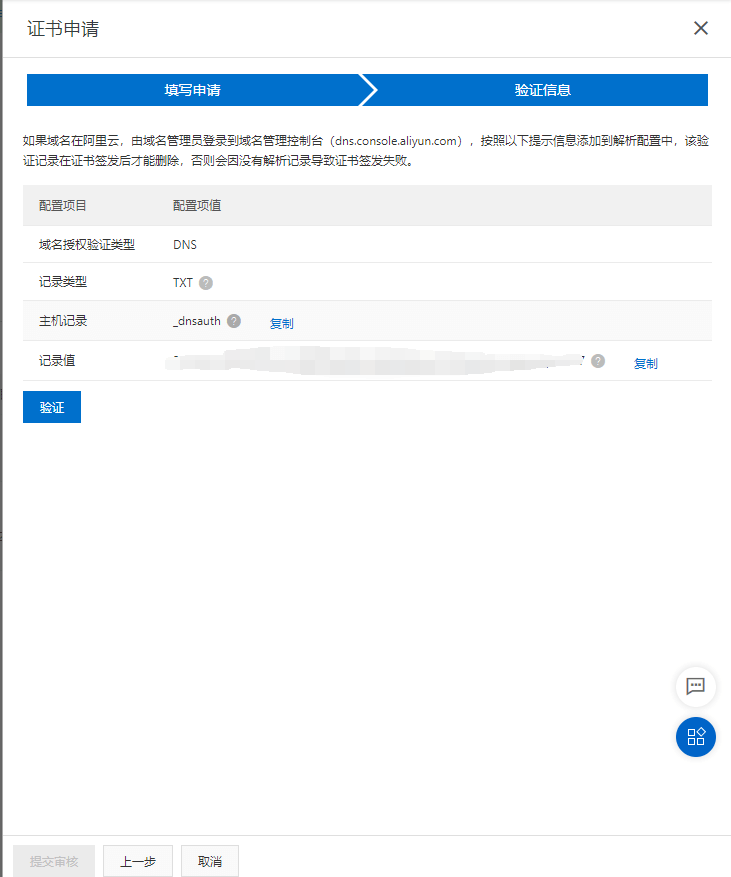 证书申请
填写申请
验证信息
如果域名在阿里云，由域名管理员登录到域名管理控制台（dns.console.aliyun.com），按照以下提示信息添加到解析配置中，该验
证记录在证书签发后才能删除，否则会因没有解析记录导致证书签发失败。
配置项目 配置项值
域名授权验证类型 DNS
记录类型 TXT ?
主机记录 _dnsauth ? 复制
记录值 ? 复制
验证
提交审核 上一步 取消